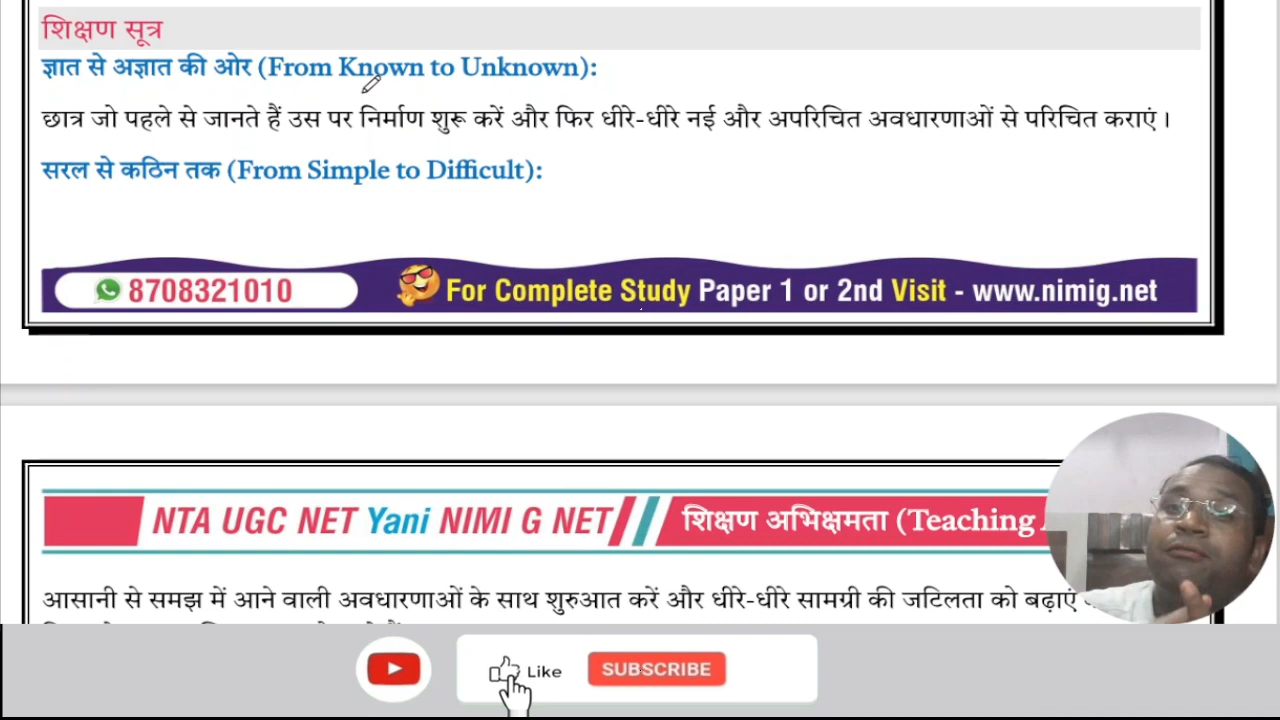 शिक्षण सूत्र
ज्ञात से अज्ञात की ओर (From Known to Unknown):
छात्र जो पहले से जानते हैं उस पर निर्माण शुरू करें और फिर धीरे-धीरे नई और अपरिचित अवधारणाओं से परिचित कराएं।
सरल से कठिन तक (From Simple to Difficult):
8708321010
For Complete Study Paper 1 or 2nd Visit - www.nimig.net
NTA UGC NET Yani NIMI G NET
शिक्षण अभिक्षमता (Teaching
आसानी से समझ में आने वाली अवधारणाओं के साथ शुरुआत करें और धीरे-धीरे सामग्री की जटिलता को बढ़ाएं
Like
SUBSCRIBE